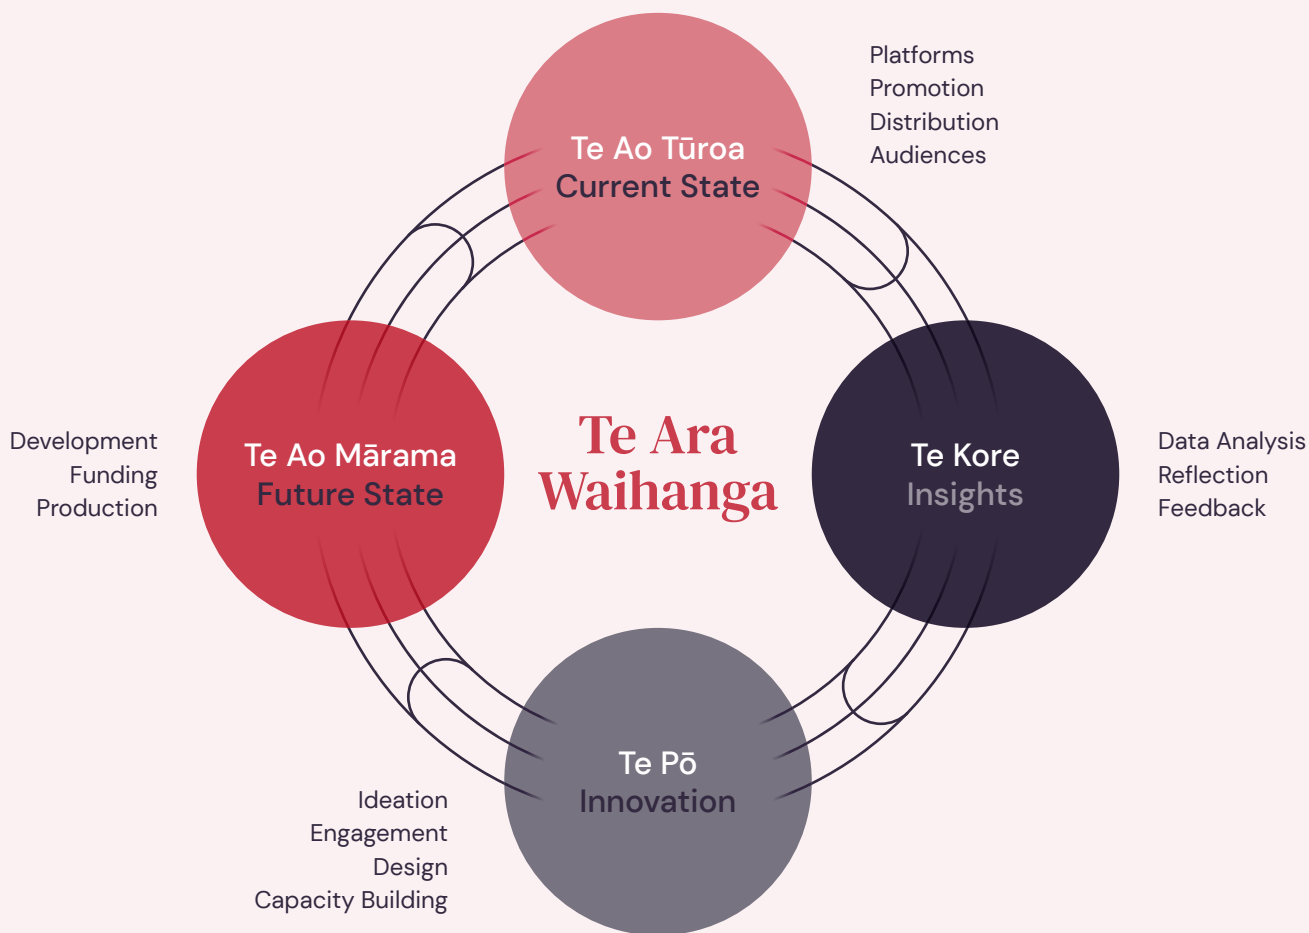 Te Ao Tūroa
Current State
Platforms
Promotion
Distribution
Audiences
Te Kore
Insights
Data Analysis
Reflection
Feedback
Te Pō
Innovation
Ideation
Engagement
Design
Capacity Building
Te Ao Mārama
Future State
Development
Funding
Production
Te Ara
Waihanga